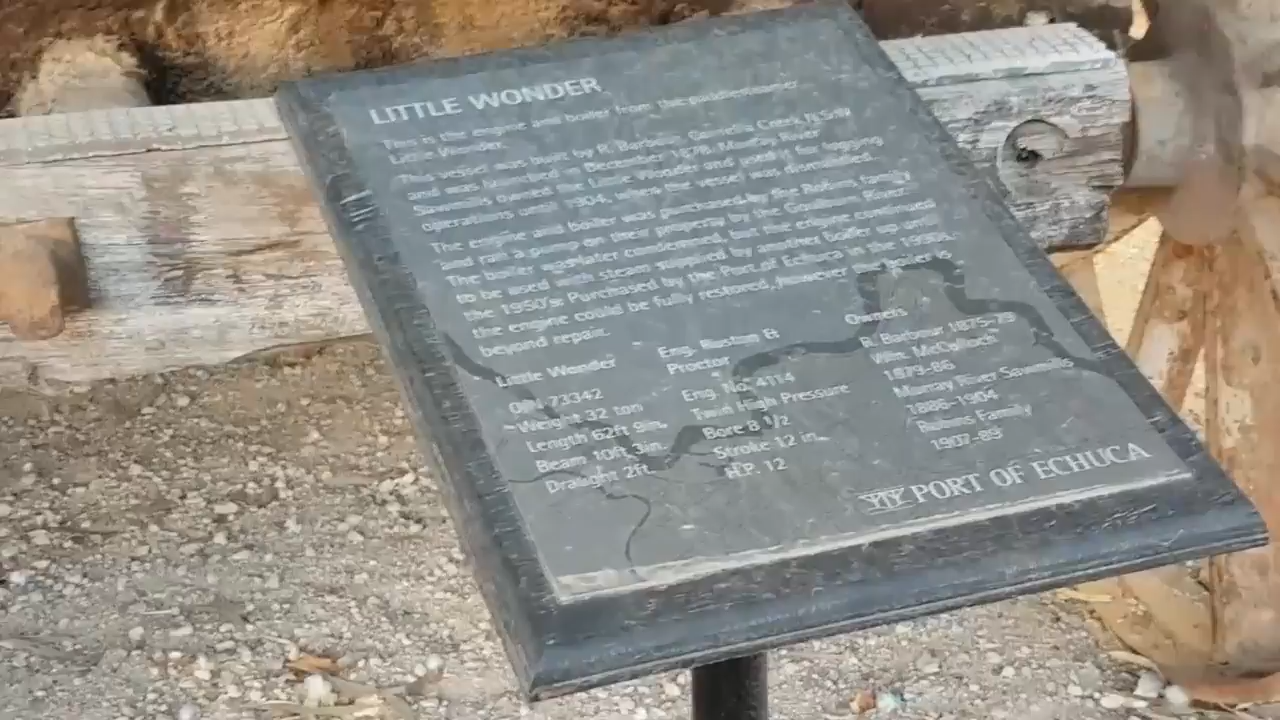 LITTLE WONDER
This is the engine and boiler from the paddlesteamer
Little Wonder.
This vessel was built by R. Barbour, Creek N.S.W
and was launched in December, 1875. Murray River
Sawmills owned the Little Wonder and used it for logging
operations until 1904, when the vessel was dismantled.
The engine and boiler was purchased by the Robins family
and ran a pump on their property by the Goulburn River.
The boiler was later condemned, but the engine continued
to be used with steam supplied by another boiler up until
the 1950's. Purchased by the Port of Echuca in the 1980's,
the engine could be fully restored, however the boiler is
beyond repair.
Little Wonder
O/N 73342
Weight 32 ton
Length 62ft 9in.
Beam 10ft 3in.
Draught 2ft.
Eng. Ruston &
Proctor
Eng. No. 4114
Twin High Pressure
Bore 8 1/2
Stroke 12 in.
H.P. 12
Owners
R. Barbour 1875-79
Wm. McCulloch
1879-86
Murray River Sawmills
1886-1904
Robins Family
1907-89
PORT OF ECHUCA